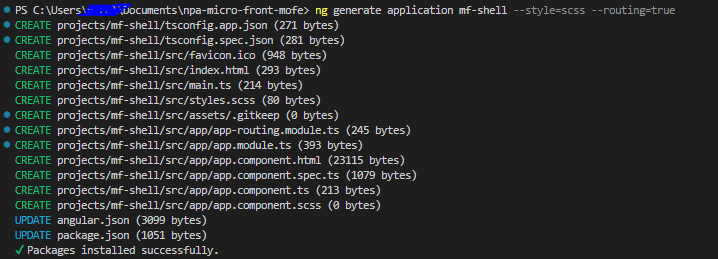 PS C:\Users\ \Documents\npa-micro-front-mofe> ng generate application mf-shell --style=scss --routing=true
CREATE projects/mf-shell/tsconfig.app.json (271 bytes)
CREATE projects/mf-shell/tsconfig.spec.json (281 bytes)
CREATE projects/mf-shell/src/favicon.ico (948 bytes)
CREATE projects/mf-shell/src/index.html (293 bytes)
CREATE projects/mf-shell/src/main.ts (214 bytes)
CREATE projects/mf-shell/src/styles.scss (80 bytes)
CREATE projects/mf-shell/src/assets/.gitkeep (0 bytes)
CREATE projects/mf-shell/src/app/app-routing.module.ts (245 bytes)
CREATE projects/mf-shell/src/app/app.module.ts (393 bytes)
CREATE projects/mf-shell/src/app/app.component.html (23115 bytes)
CREATE projects/mf-shell/src/app/app.component.spec.ts (1079 bytes)
CREATE projects/mf-shell/src/app/app.component.ts (213 bytes)
CREATE projects/mf-shell/src/app/app.component.scss (0 bytes)
UPDATE angular.json (3099 bytes)
UPDATE package.json (1051 bytes)
✓ Packages installed successfully.